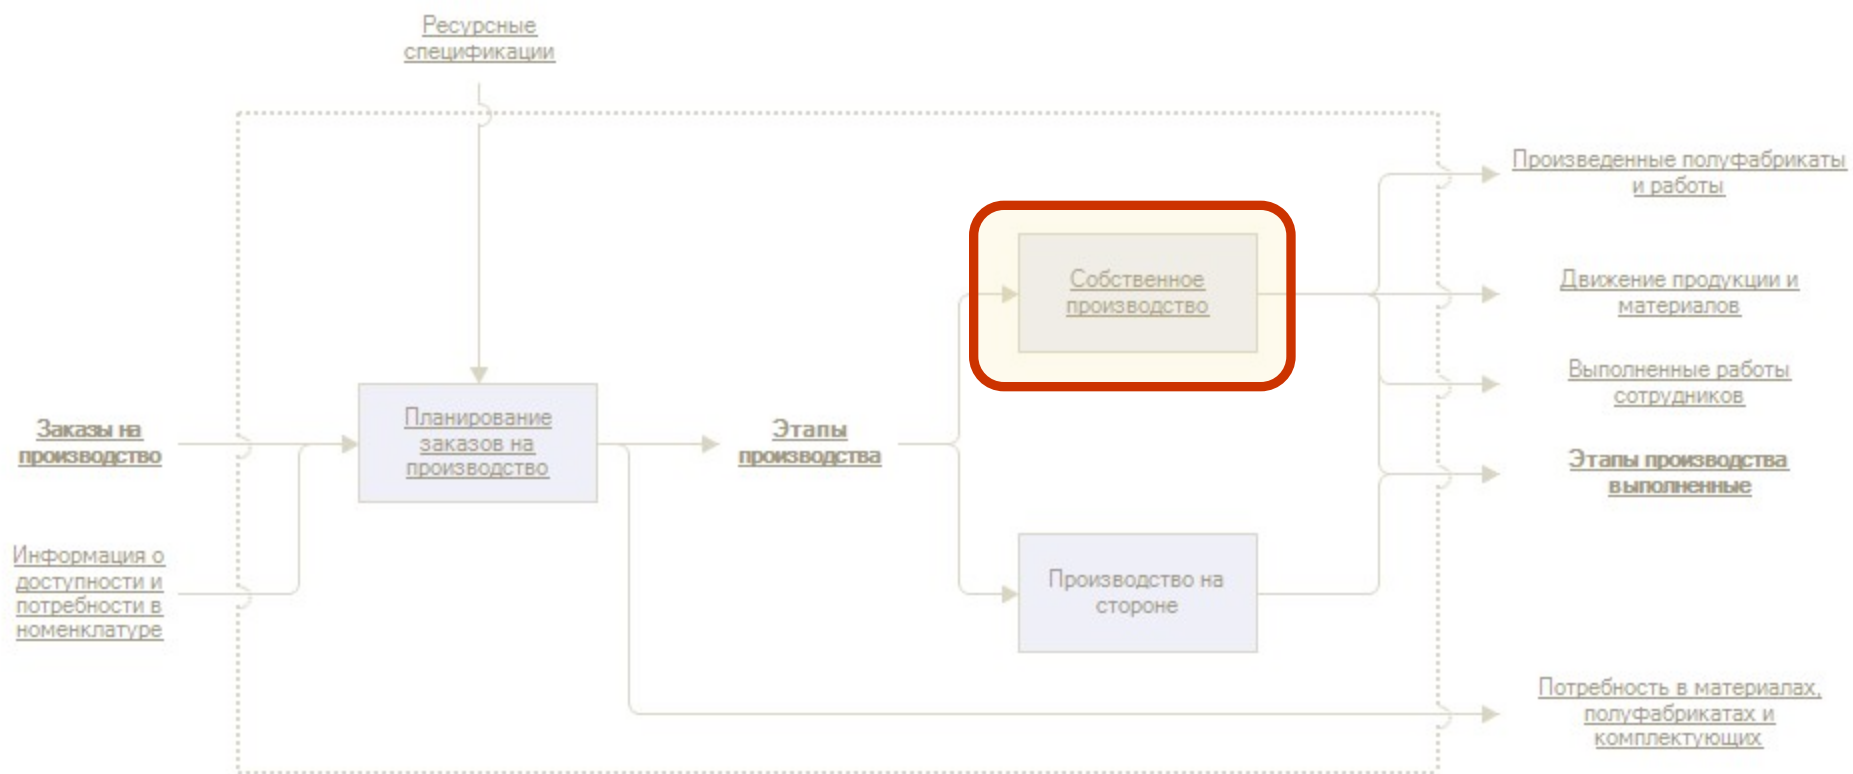 Ресурсные
спецификации
Произведенные полуфабрикаты
и работы
Собственное
производство
Движение продукции и
материалов
Выполненные работы
сотрудников
Заказы на
производство
Планирование
заказов на
производство
Этапы
производства
Этапы производства
выполненные
Информация о
доступности и
потребности в
номенклатуре
Производство на
стороне
Потребность в материалах,
полуфабрикатах и
комплектующих